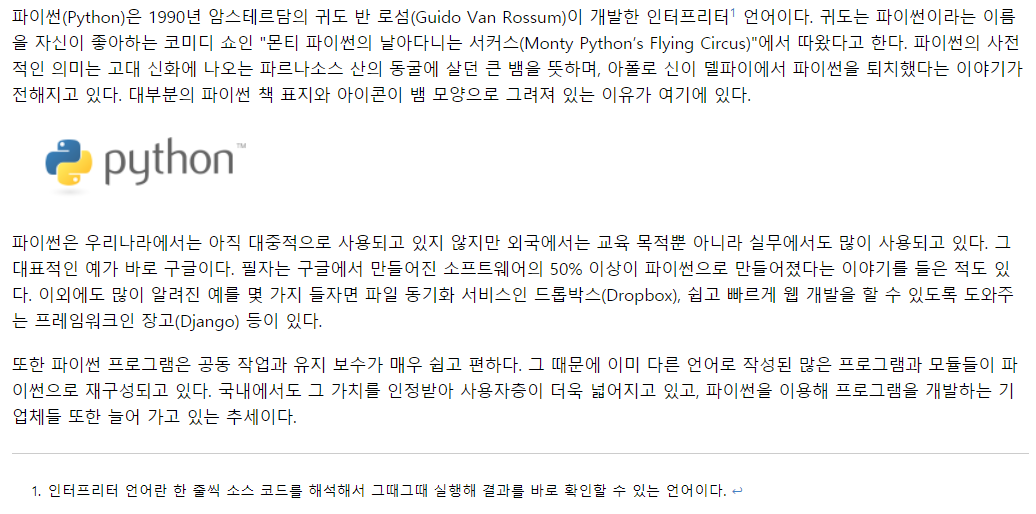 파이썬(Python)은 1990년 암스테르담의 귀도 반 로섬(Guido Van Rossum)이 개발한 인터프리터1 언어이다. 귀도는 파이썬이라는 이름
을 자신이 좋아하는 코미디 쇼인 "몬티 파이썬의 날아다니는 서커스(Monty Python’s Flying Circus)"에서 따왔다고 한다. 파이썬의 사전
적인 의미는 고대 신화에 나오는 파르나소스 산의 동굴에 살던 큰 뱀을 뜻하며, 아폴로 신이 델파이에서 파이썬을 퇴치했다는 이야기가
전해지고 있다. 대부분의 파이썬 책 표지와 아이콘이 뱀 모양으로 그려져 있는 이유가 여기에 있다.
python™
파이썬은 우리나라에서는 아직 대중적으로 사용되고 있지 않지만 외국에서는 교육 목적뿐 아니라 실무에서도 많이 사용되고 있다. 그
대표적인 예가 바로 구글이다. 필자는 구글에서 만들어진 소프트웨어의 50% 이상이 파이썬으로 만들어졌다는 이야기를 들은 적도 있
다. 이외에도 많이 알려진 예를 몇 가지 들자면 파일 동기화 서비스인 드롭박스(Dropbox), 쉽고 빠르게 웹 개발을 할 수 있도록 도와주
는 프레임워크인 장고(Django) 등이 있다.
또한 파이썬 프로그램은 공동 작업과 유지 보수가 매우 쉽고 편하다. 그 때문에 이미 다른 언어로 작성된 많은 프로그램과 모듈들이 파
이썬으로 재구성되고 있다. 국내에서도 그 가치를 인정받아 사용자층이 더욱 넓어지고 있고, 파이썬을 이용해 프로그램을 개발하는 기
업체들 또한 늘어 가고 있는 추세이다.
1. 인터프리터 언어란 한 줄씩 소스 코드를 해석해서 그때그때 실행해 결과를 바로 확인할 수 있는 언어이다. ↩